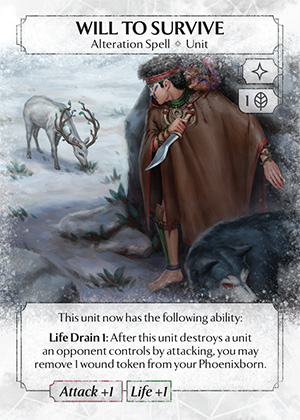 WILL TO SURVIVE
Alteration Spell ◇ Unit
1
This unit now has the following ability:
Life Drain 1: After this unit destroys a unit
an opponent controls by attacking, you may
remove 1 wound token from your Phoenixborn.
Attack +1 Life +1